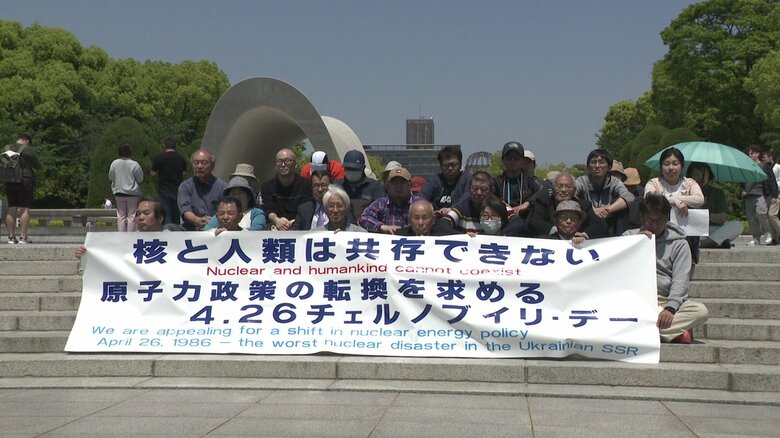 核と人類は共存できない
Nuclear and humankind cannot coexist
原子力政策の転換を求める
4.26チェルノブイリ・デー
We are appealing for a shift in nuclear energy policy
April 26, 1986 – the worst nuclear disaster in the Ukrainian SSR